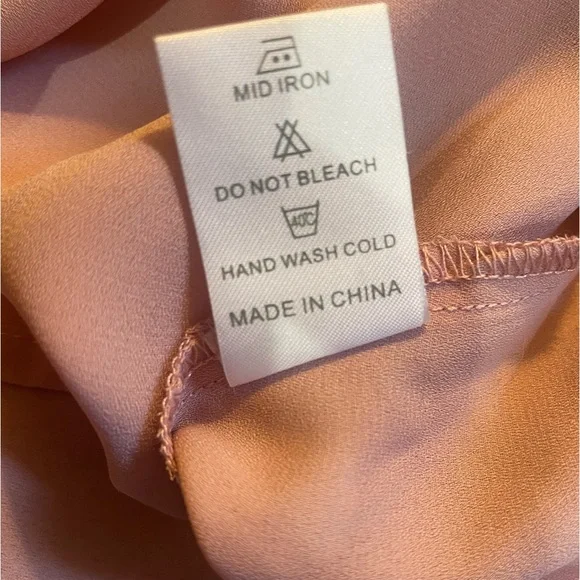 MID IRON
DO NOT BLEACH
40℃
HAND WASH COLD
MADE IN CHINA